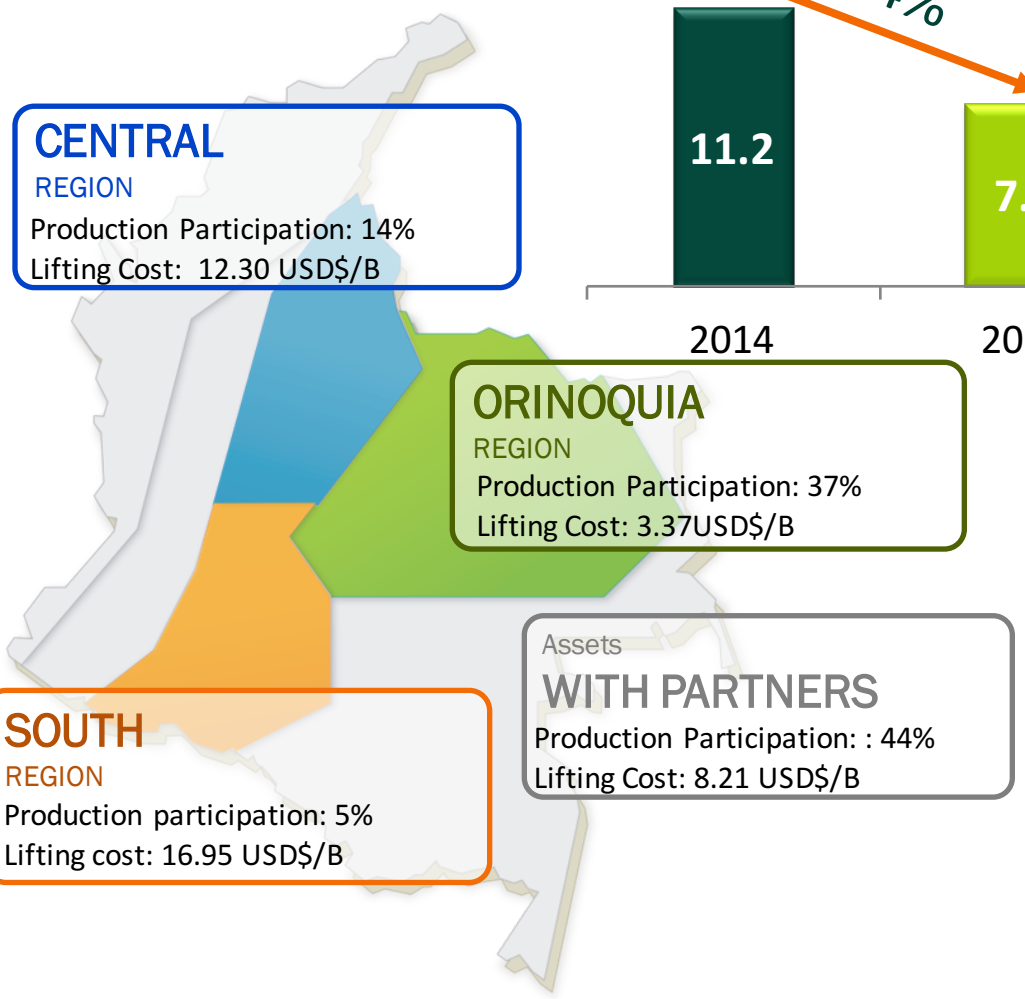 CENTRAL
REGION
Production Participation: 14%
Lifting Cost: 12.30 USD$/B
11.2
2014
ORINOQUIA
REGION
Production Participation: 37%
Lifting Cost: 3.37USD$/B
Assets
WITH PARTNERS
Production Participation: : 44%
Lifting Cost: 8.21 USD$/B
SOUTH
REGION
Production participation: 5%
Lifting cost: 16.95 USD$/B